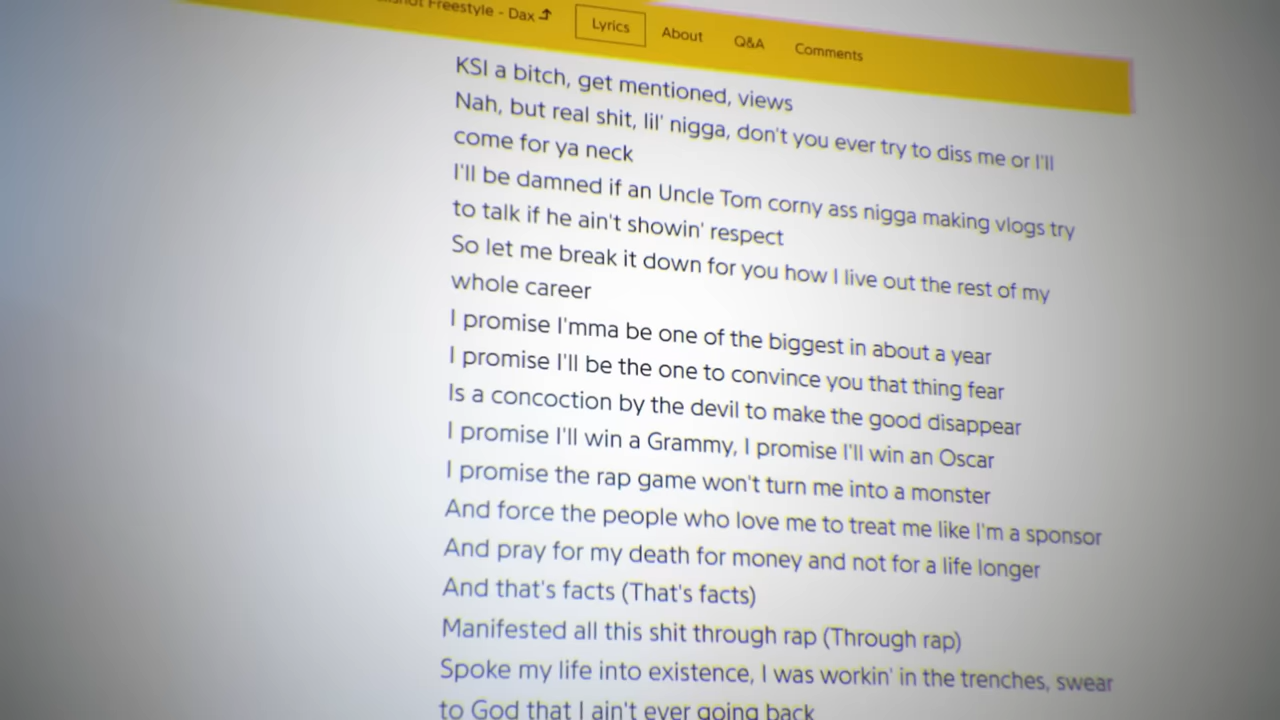 Freestyle - Dax
Lyrics
About
Q&A
Comments
KSI a bitch, get mentioned, views
Nah, but real shit, lil' nigga, don't you ever try to diss me or I'll
come for ya neck
I'll be damned if an Uncle Tom corny ass nigga making vlogs try
to talk if he ain't showin' respect
So let me break it down for you how I live out the rest of my
whole career
I promise I'mma be one of the biggest in about a year
I promise I'll be the one to convince you that thing fear
Is a concoction by the devil to make the good disappear
I promise I'll win a Grammy, I promise I'll win an Oscar
I promise the rap game won't turn me into a monster
And force the people who love me to treat me like I'm a sponsor
And pray for my death for money and not for a life longer
And that's facts (That's facts)
Manifested all this shit through rap (Through rap)
Spoke my life into existence, I was workin' in the trenches, swear
to God that I ain't ever going back